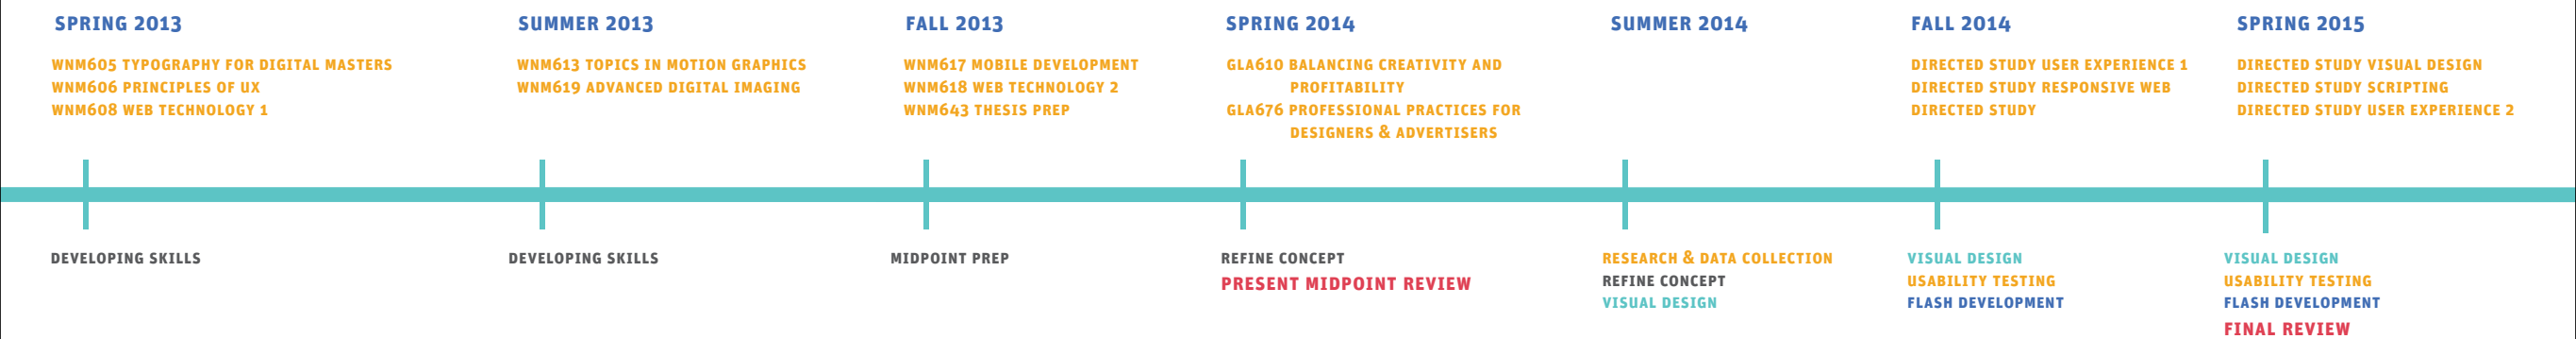 SPRING 2013
WNM605 TYPOGRAPHY FOR DIGITAL MASTERS
WNM606 PRINCIPLES OF UX
WNM608 WEB TECHNOLOGY 1
DEVELOPING SKILLS
SUMMER 2013
WNM613 TOPICS IN MOTION GRAPHICS
WNM619 ADVANCED DIGITAL IMAGING
DEVELOPING SKILLS
FALL 2013
WNM617 MOBILE DEVELOPMENT
WNM618 WEB TECHNOLOGY 2
WNM643 THESIS PREP
MIDPOINT PREP
SPRING 2014
GLA610 BALANCING CREATIVITY AND
PROFITABILITY
GLA676 PROFESSIONAL PRACTICES FOR
DESIGNERS & ADVERTISERS
REFINE CONCEPT
PRESENT MIDPOINT REVIEW
SUMMER 2014
RESEARCH & DATA COLLECTION
REFINE CONCEPT
VISUAL DESIGN
FALL 2014
DIRECTED STUDY USER EXPERIENCE 1
DIRECTED STUDY RESPONSIVE WEB
DIRECTED STUDY
VISUAL DESIGN
USABILITY TESTING
FLASH DEVELOPMENT
SPRING 2015
DIRECTED STUDY VISUAL DESIGN
DIRECTED STUDY SCRIPTING
DIRECTED STUDY USER EXPERIENCE 2
VISUAL DESIGN
USABILITY TESTING
FLASH DEVELOPMENT
FINAL REVIEW